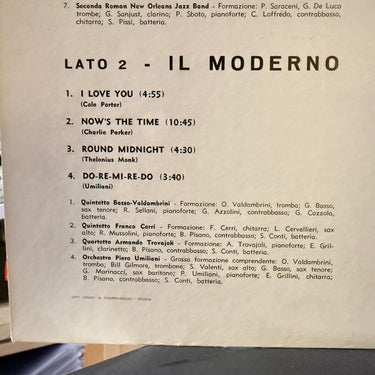 7. Seconda Roman New Orleans Jazz Band - Formazione: P. Saraceni, G. De Luca
trombe; G. Sanjust, clarino; P. Sboto, pianoforte; C. Loffredo, contrabbasso,
chitarra; S. Pissi, batteria.
LATO 2 - IL MODERNO
1. I LOVE YOU (4:55)
(Cole Porter)
2. NOW'S THE TIME (10:45)
(Charlie Parker)
3. ROUND MIDNIGHT (4:30)
(Thelonius Monk)
4. DO-RE-MI-RE-DO (3:40)
(Umiliani)
1. Quintetto Basso-Valdambrini - Formazione: O. Valdambrini, tromba; G. Basso,
sax tenore; R. Sellani, pianoforte; G. Azzolini, contrabbasso; G. Cazzola,
batteria.
2. Quintetto Franco Cerri - Formazione: F. Cerri, chitarra; L. Cervellieri, sax
alto; R. Mussolini, pianoforte; B. Pisano, contrabbasso; S. Conti, batteria.
3. Quartetto Armando Trovajoli - Formazione: A. Trovajoli, pianoforte; E. Gril-
lini, clarinetto; B. Pisano, contrabbasso; S. Conti, batteria.
4. Orchestra Piero Umiliani - Grossa formazione comprendente: O. Valdambrini,
tromba; Bill Gilmore, trombone; S. Valenti, sax alto; G. Basso, sax tenore;
G. Marinacci, sax baritono; P. Umiliani, pianoforte; E. Grillini, chitarra;
B. Pisano, contrabbasso; S. Conti, batteria.